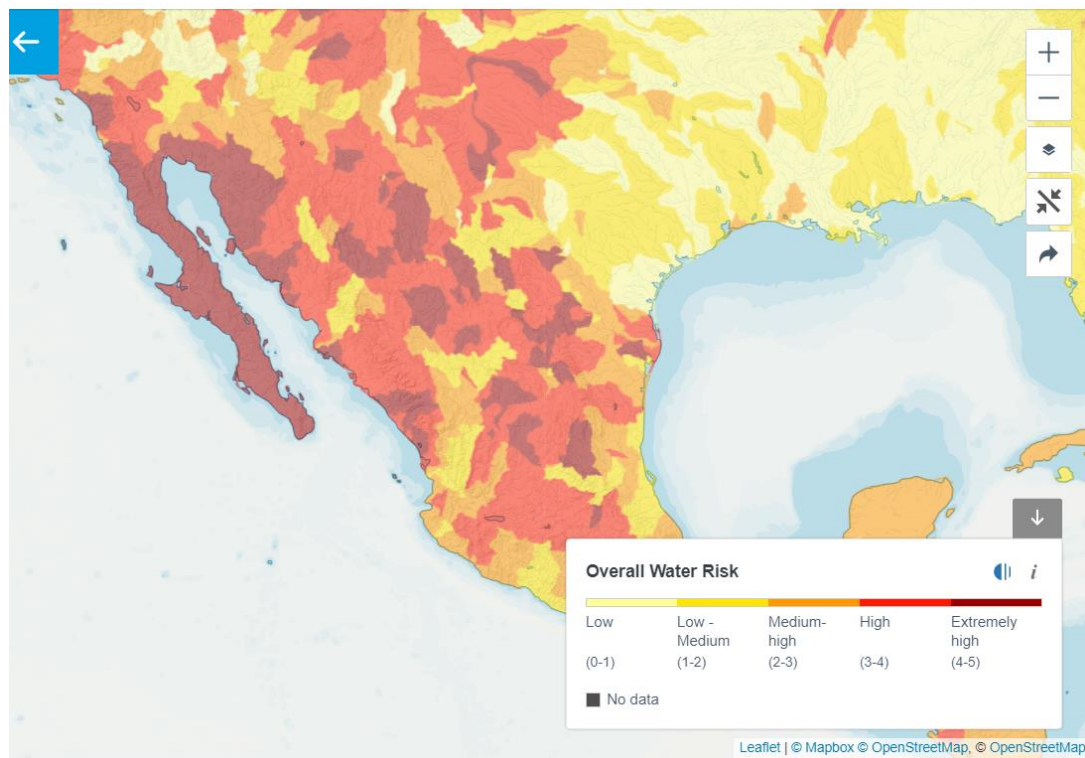 Overall Water Risk
i
Low
Low -
Medium
Medium-
high
High
Extremely
high
(0-1)
(1-2)
(2-3)
(3-4)
(4-5)
No data
Leaflet | © Mapbox © OpenStreetMap, © OpenStreetMap